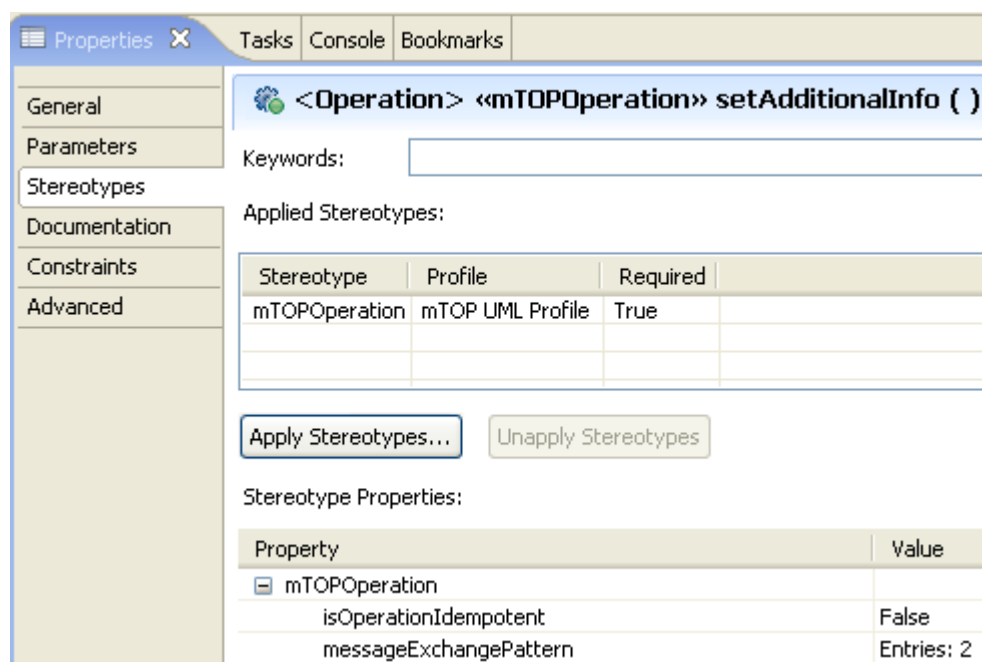 Properties Tasks Console Bookmarks
General
Parameters
Stereotypes
Documentation
Constraints
Advanced
<Operation> «mTOPOperation» setAdditionalInfo ( )
Keywords:
Applied Stereotypes:
Stereotype Profile Required
mTOPOperation mTOP UML Profile True
Apply Stereotypes... Unapply Stereotypes
Stereotype Properties:
Property Value
mTOPOperation
isOperationIdempotent False
messageExchangePattern Entries: 2